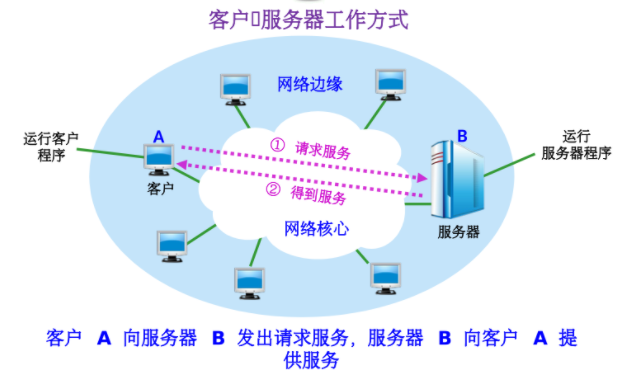 客户▯服务器工作方式
网络边缘
A
B
运行客户
程序
运行
服务器程序
① 请求服务
客户
② 得到服务
网络核心
服务器
客户 A 向服务器 B 发出请求服务，服务器 B 向客户 A 提
供服务